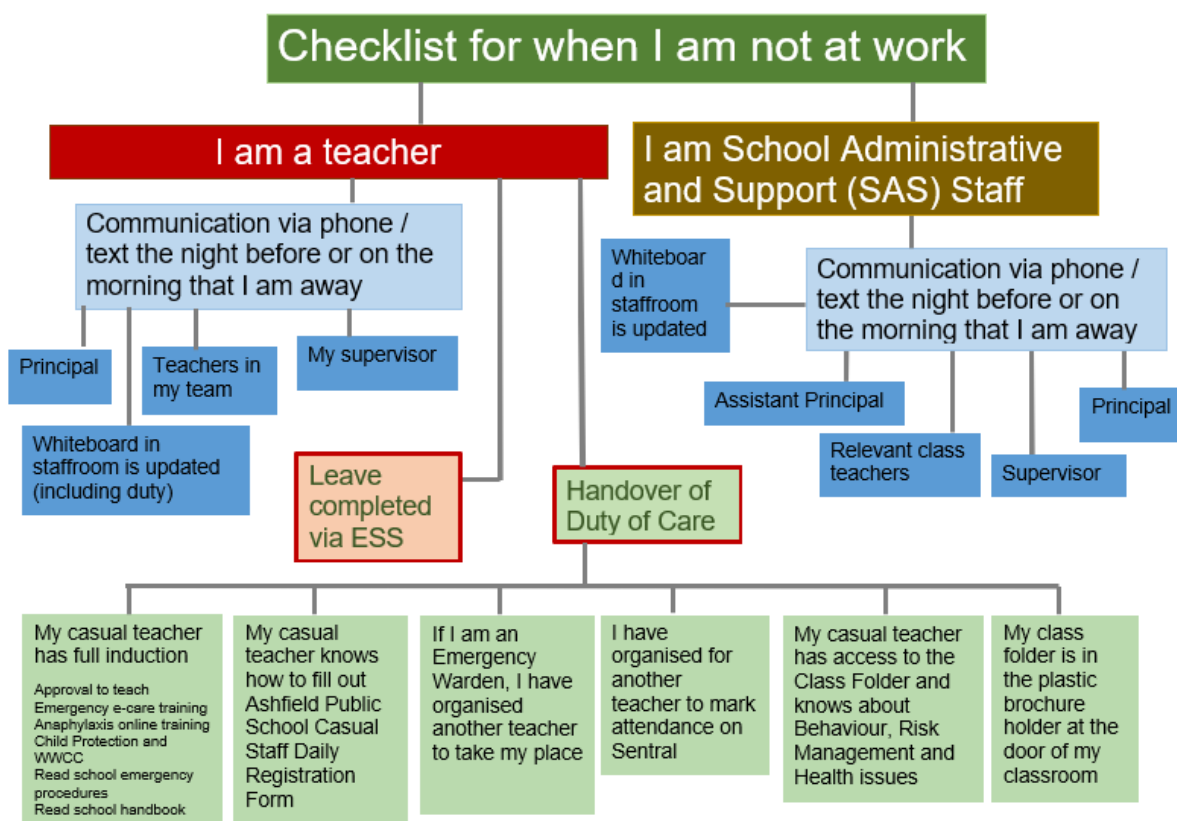 Checklist for when I am not at work
I am a teacher
I am School Administrative
and Support (SAS) Staff
Communication via phone /
text the night before or on the
morning that I am away
Principal
Whiteboard in
staffroom is updated
(including duty)
Teachers in
my team
My supervisor
Whiteboar
d in
staffroom
is updated
Communication via phone /
text the night before or on
the morning that I am away
Assistant Principal
Relevant class
teachers
Supervisor
Principal
Leave
completed
via ESS
Handover of
Duty of Care
My casual teacher
has full induction
Approval to teach
Emergency e-care training
Anaphylaxis online training
Child Protection and
WWCC
Read school emergency
procedures
Read school handbook
My casual
teacher knows
how to fill out
Ashfield Public
School Casual
Staff Daily
Registration
Form
If I am an
Emergency
Warden, I have
organised
another teacher
to take my place
I have
organised for
another
teacher to mark
attendance on
Sentral
My casual teacher
has access to the
Class Folder and
knows about
Behaviour, Risk
Management and
Health issues
My class
folder is in
the plastic
brochure
holder at the
door of my
classroom